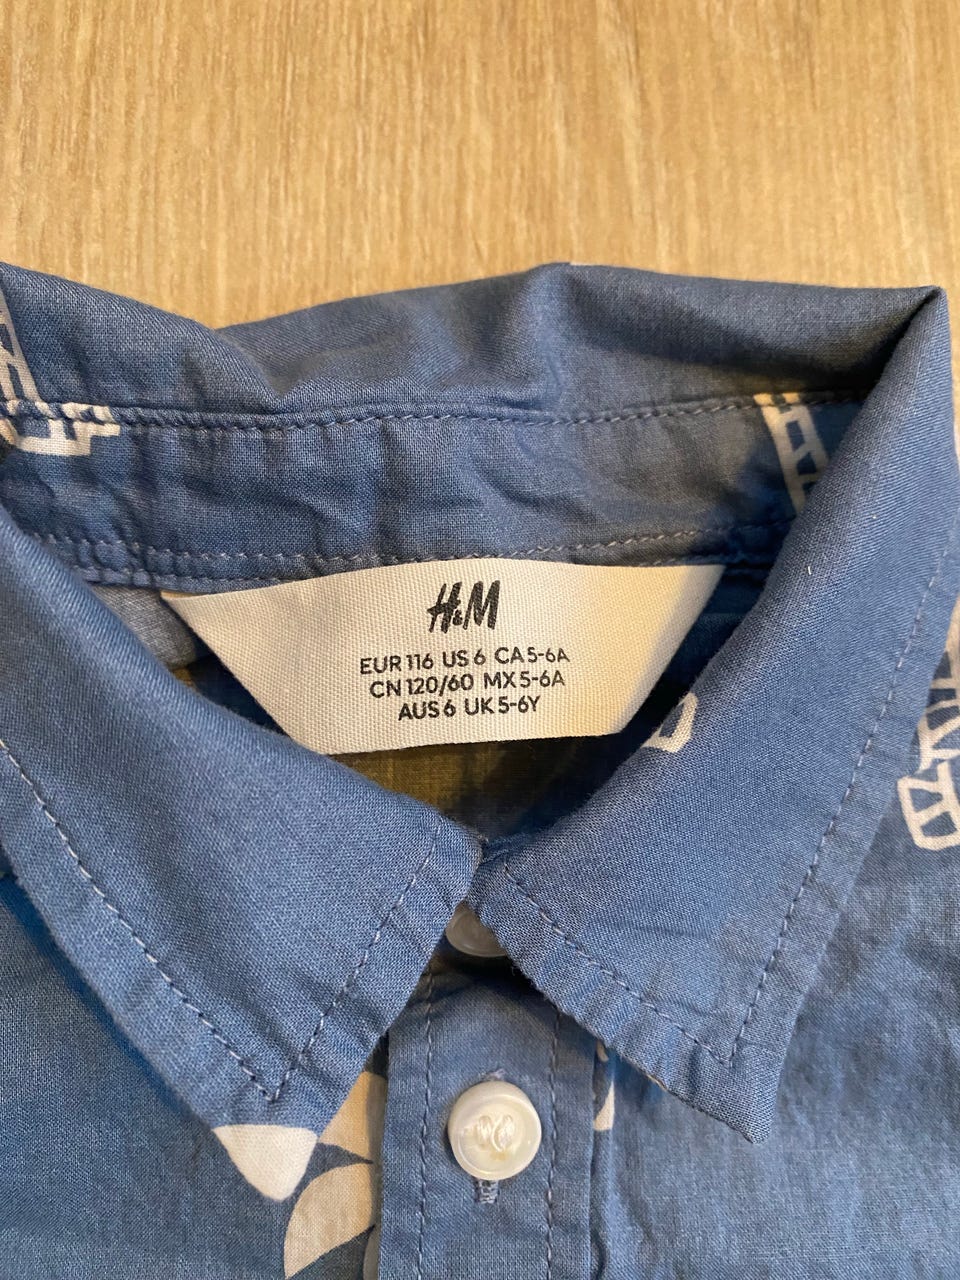 H&M
EUR 116 US 6 CA 5-6A
CN 120/60 MX 5-6A
AUS 6 UK 5-6Y